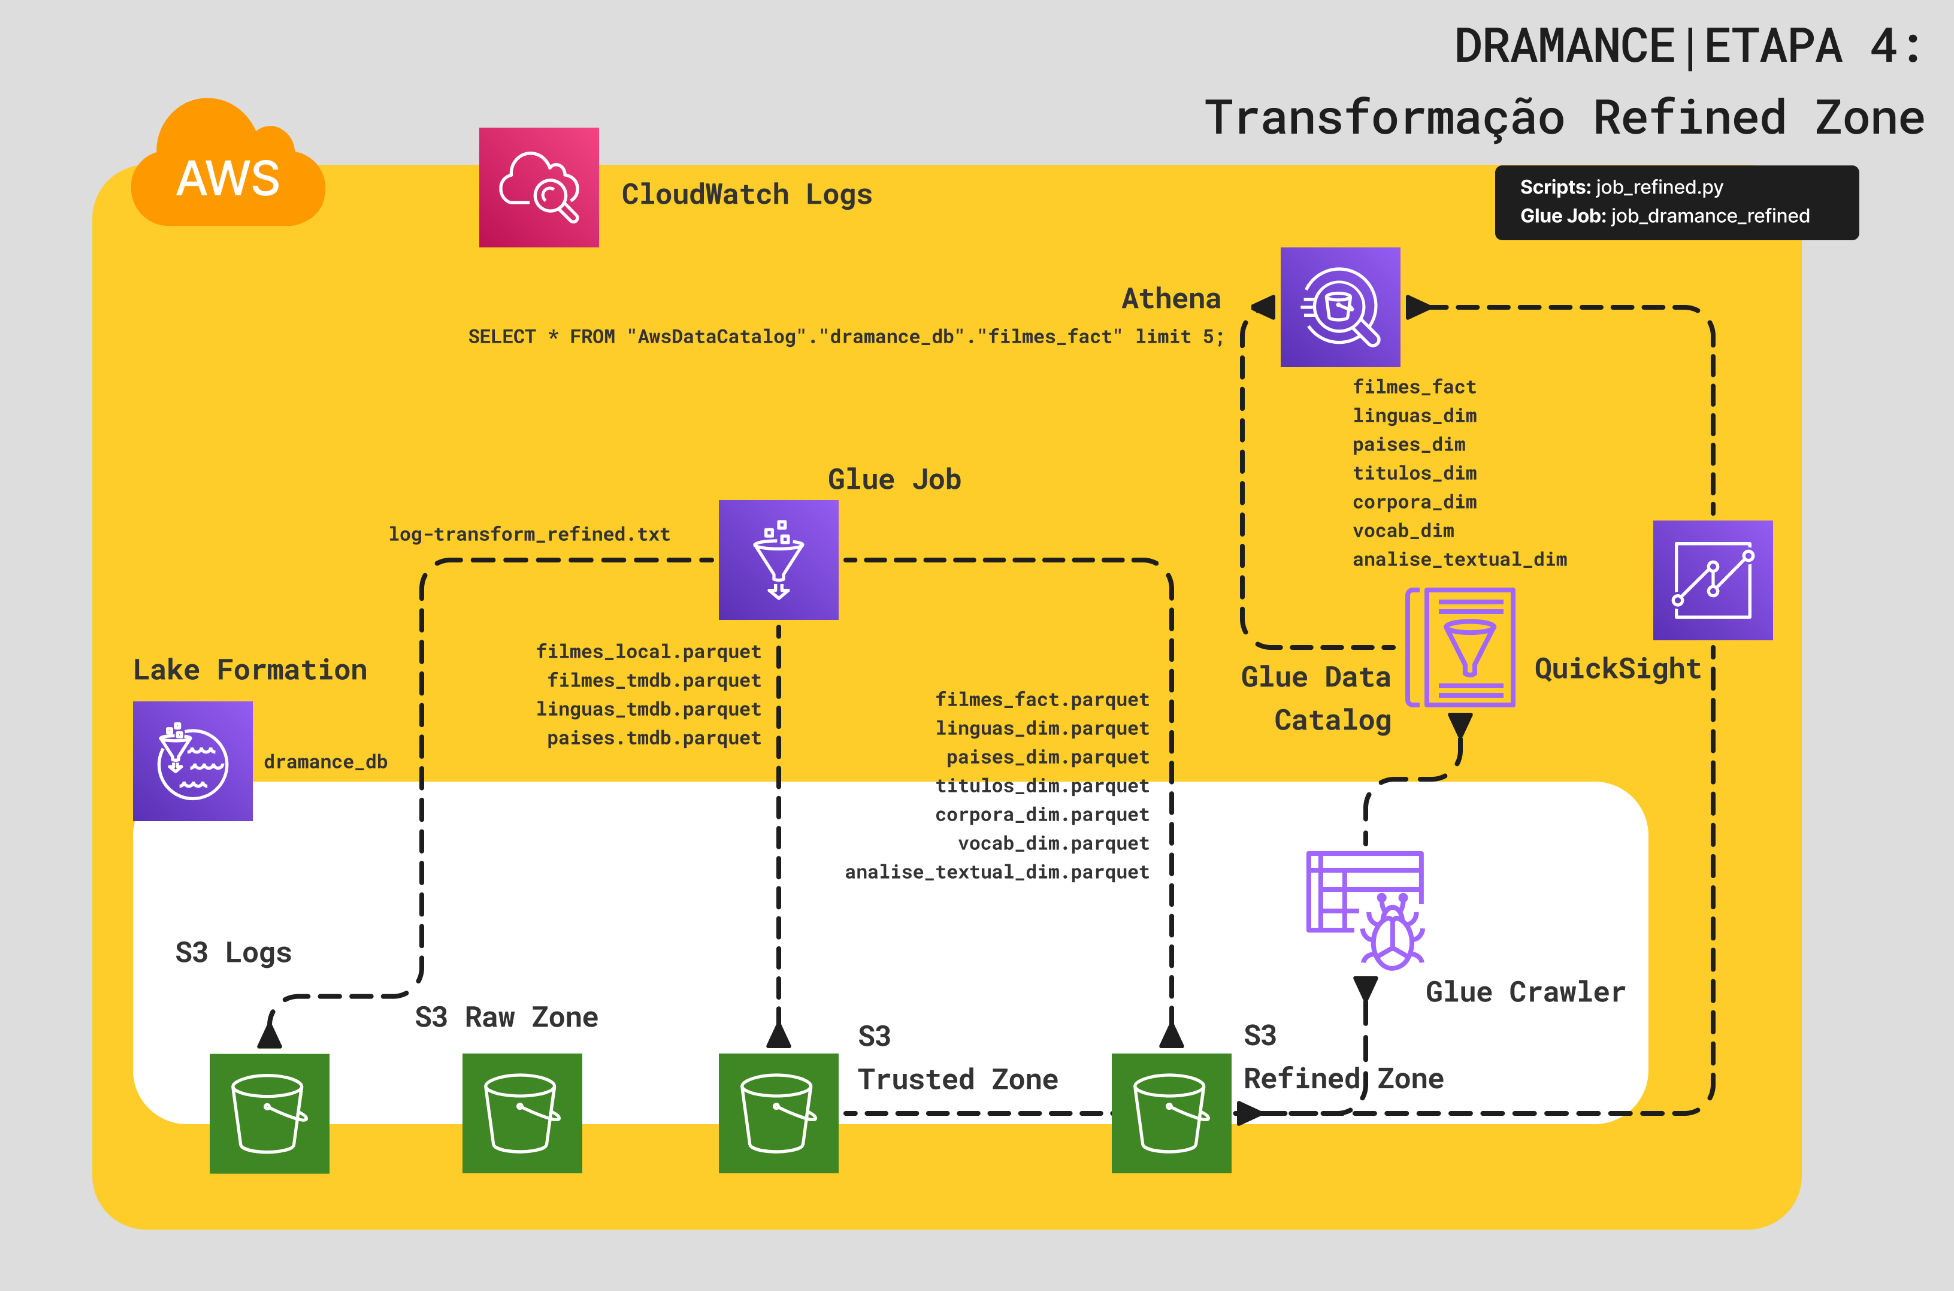 DRAMANCE|ETAPA 4:
Transformação Refined Zone
AWS
CloudWatch Logs
Scripts: job_refined.py
Glue Job: job_dramance_refined
Athena
SELECT * FROM "AwsDataCatalog"."dramance_db"."filmes_fact" limit 5;
filmes_fact
linguas_dim
paises_dim
titulos_dim
corpora_dim
vocab_dim
analise_textual_dim
Glue Job
log-transform_refined.txt
filmes_local.parquet
filmes_tmdb.parquet
linguas_tmdb.parquet
paises.tmdb.parquet
Lake Formation
dramance_db
filmes_fact.parquet
linguas_dim.parquet
paises_dim.parquet
titulos_dim.parquet
corpora_dim.parquet
vocab_dim.parquet
analise_textual_dim.parquet
Glue Data
Catalog
QuickSight
S3 Logs
S3 Raw Zone
S3
Trusted Zone
S3
Refined Zone
Glue Crawler